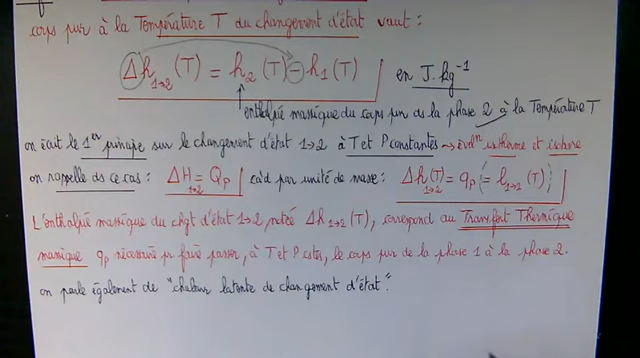 corps pur à la Température T du changement d'état vaut :
Δh₁→₂ (T) = h₂ (T) − h₁ (T) en J.kg⁻¹
enthalpie massique du corps pur ds la phase 2 à la Température T
on écrit le 1er principe sur le changement d'état 1→2 à T et P constantes → évolⁿ isotherme et isobare
on rappelle ds ce cas : ΔH₁→₂ = Qp càd par unité de masse : Δh₁→₂(T) = qp (= l₁→₂ (T))
L'enthalpie massique du chgt d'état 1→2, notée Δh₁→₂ (T), correspond au Transfert Thermique
massique qp nécessaire pr faire passer, à T et P cstes, le corps pur de la phase 1 à la phase 2.
on parle également de "chaleur latente de changement d'état".